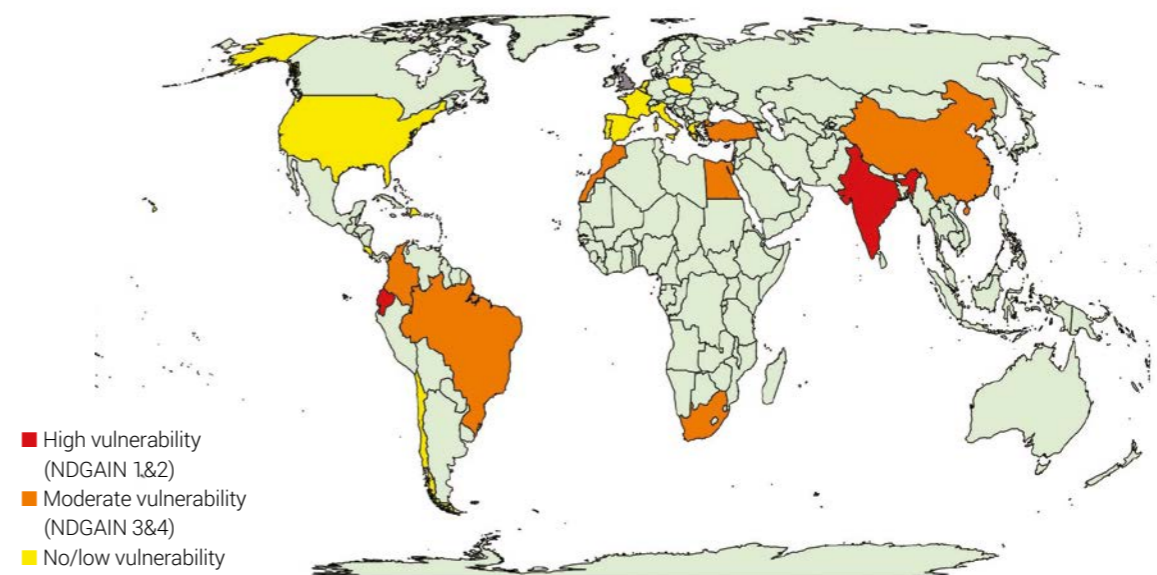 High vulnerability
(NDGAIN 1&2)
Moderate vulnerability
(NDGAIN 3&4)
No/low vulnerability